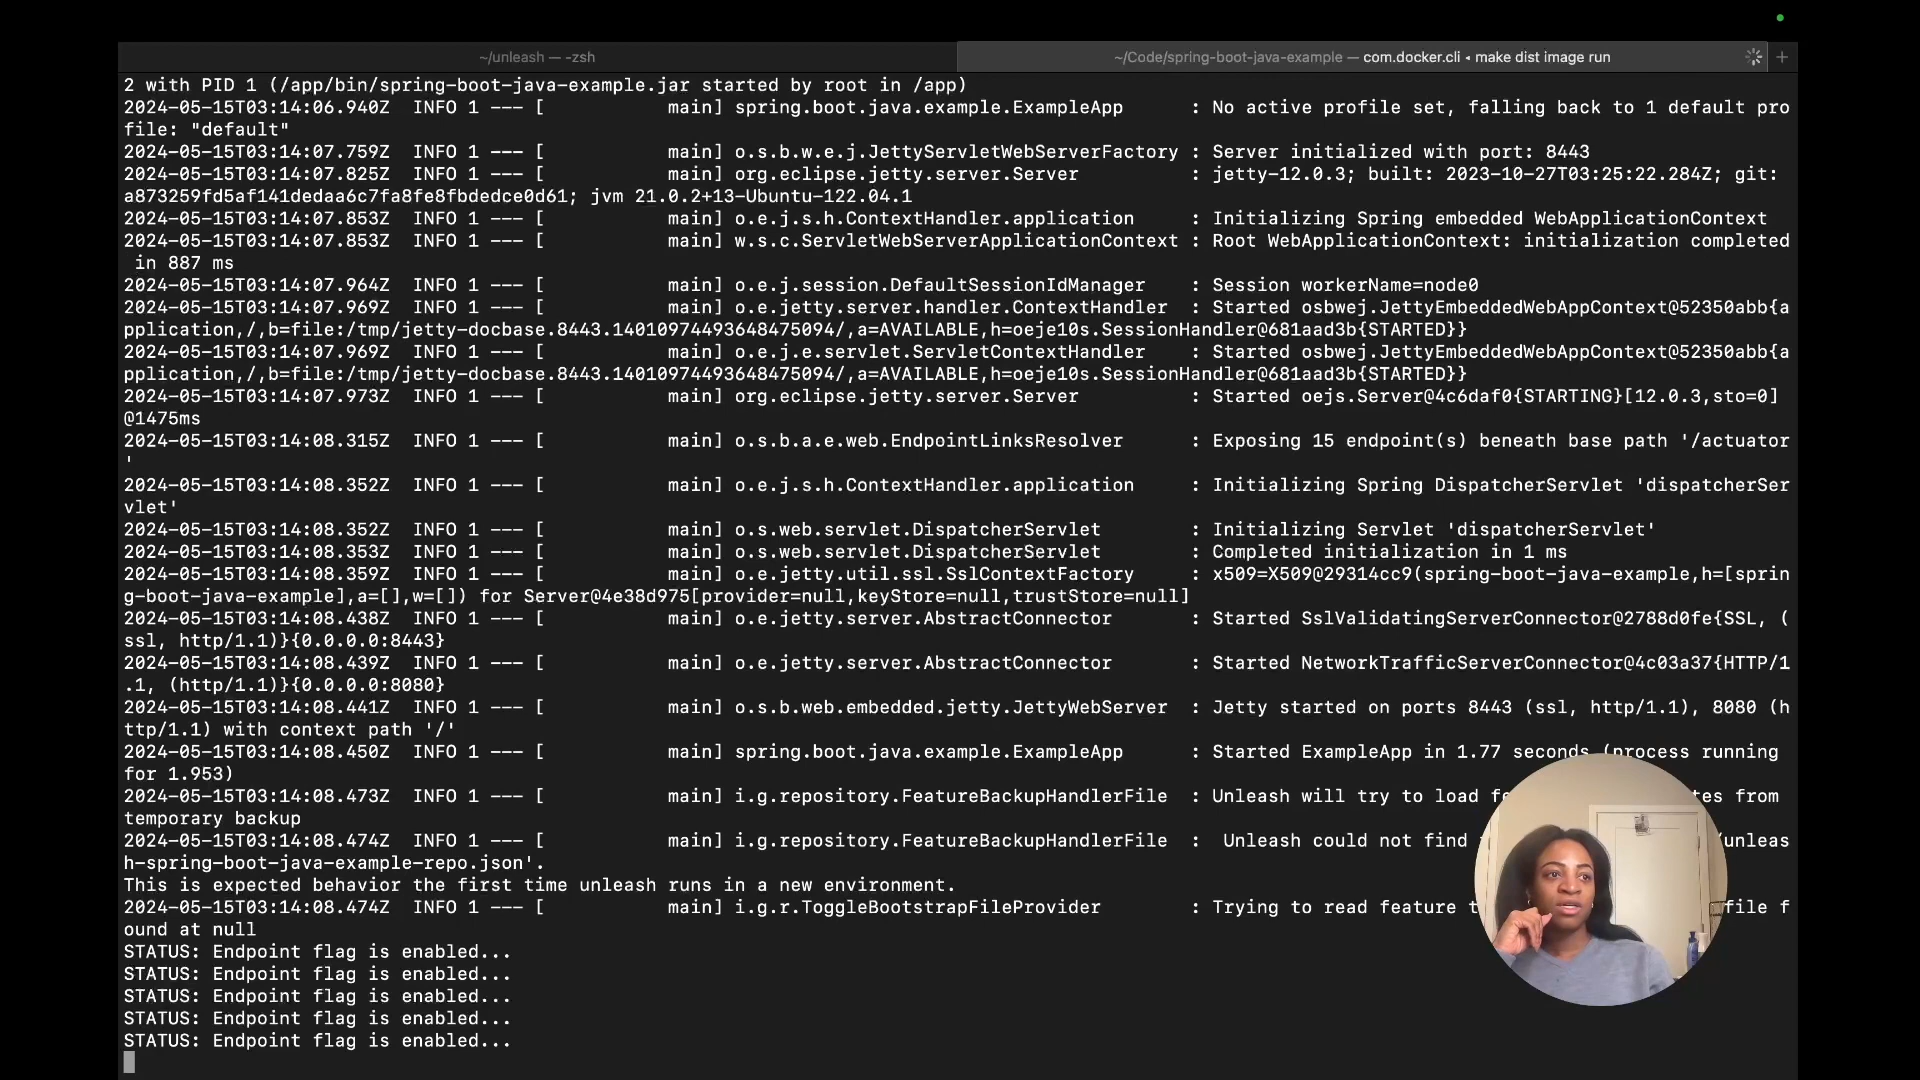 ~/unleash — -zsh
~/Code/spring-boot-java-example — com.docker.cli ◂ make dist image run
2 with PID 1 (/app/bin/spring-boot-java-example.jar started by root in /app)
2024-05-15T03:14:06.940Z  INFO 1 --- [           main] spring.boot.java.example.ExampleApp      : No active profile set, falling back to 1 default pro
file: "default"
2024-05-15T03:14:07.759Z  INFO 1 --- [           main] o.s.b.w.e.j.JettyServletWebServerFactory : Server initialized with port: 8443
2024-05-15T03:14:07.825Z  INFO 1 --- [           main] org.eclipse.jetty.server.Server          : jetty-12.0.3; built: 2023-10-27T03:25:22.284Z; git:
a873259fd5af141dedaa6c7fa8fe8fbdedce0d61; jvm 21.0.2+13-Ubuntu-122.04.1
2024-05-15T03:14:07.853Z  INFO 1 --- [           main] o.e.j.s.h.ContextHandler.application     : Initializing Spring embedded WebApplicationContext
2024-05-15T03:14:07.853Z  INFO 1 --- [           main] w.s.c.ServletWebServerApplicationContext : Root WebApplicationContext: initialization completed
 in 887 ms
2024-05-15T03:14:07.964Z  INFO 1 --- [           main] o.e.j.session.DefaultSessionIdManager    : Session workerName=node0
2024-05-15T03:14:07.969Z  INFO 1 --- [           main] o.e.jetty.server.handler.ContextHandler  : Started osbwej.JettyEmbeddedWebAppContext@52350abb{a
pplication,/,b=file:/tmp/jetty-docbase.8443.14010974493648475094/,a=AVAILABLE,h=oeje10s.SessionHandler@681aad3b{STARTED}}
2024-05-15T03:14:07.969Z  INFO 1 --- [           main] o.e.j.e.servlet.ServletContextHandler    : Started osbwej.JettyEmbeddedWebAppContext@52350abb{a
pplication,/,b=file:/tmp/jetty-docbase.8443.14010974493648475094/,a=AVAILABLE,h=oeje10s.SessionHandler@681aad3b{STARTED}}
2024-05-15T03:14:07.973Z  INFO 1 --- [           main] org.eclipse.jetty.server.Server          : Started oejs.Server@4c6daf0{STARTING}[12.0.3,sto=0]
@1475ms
2024-05-15T03:14:08.315Z  INFO 1 --- [           main] o.s.b.a.e.web.EndpointLinksResolver      : Exposing 15 endpoint(s) beneath base path '/actuator
'
2024-05-15T03:14:08.352Z  INFO 1 --- [           main] o.e.j.s.h.ContextHandler.application     : Initializing Spring DispatcherServlet 'dispatcherSer
vlet'
2024-05-15T03:14:08.352Z  INFO 1 --- [           main] o.s.web.servlet.DispatcherServlet        : Initializing Servlet 'dispatcherServlet'
2024-05-15T03:14:08.353Z  INFO 1 --- [           main] o.s.web.servlet.DispatcherServlet        : Completed initialization in 1 ms
2024-05-15T03:14:08.359Z  INFO 1 --- [           main] o.e.jetty.util.ssl.SslContextFactory     : x509=X509@29314cc9(spring-boot-java-example,h=[sprin
g-boot-java-example],a=[],w=[]) for Server@4e38d975[provider=null,keyStore=null,trustStore=null]
2024-05-15T03:14:08.438Z  INFO 1 --- [           main] o.e.jetty.server.AbstractConnector       : Started SslValidatingServerConnector@2788d0fe{SSL, (
ssl, http/1.1)}{0.0.0.0:8443}
2024-05-15T03:14:08.439Z  INFO 1 --- [           main] o.e.jetty.server.AbstractConnector       : Started NetworkTrafficServerConnector@4c03a37{HTTP/1
.1, (http/1.1)}{0.0.0.0:8080}
2024-05-15T03:14:08.441Z  INFO 1 --- [           main] o.s.b.web.embedded.jetty.JettyWebServer  : Jetty started on ports 8443 (ssl, http/1.1), 8080 (h
ttp/1.1) with context path '/'
2024-05-15T03:14:08.450Z  INFO 1 --- [           main] spring.boot.java.example.ExampleApp      : Started ExampleApp in 1.77 seconds (process running
for 1.953)
2024-05-15T03:14:08.473Z  INFO 1 --- [           main] i.g.repository.FeatureBackupHandlerFile  : Unleash will try to load from
temporary backup
2024-05-15T03:14:08.474Z  INFO 1 --- [           main] i.g.repository.FeatureBackupHandlerFile  :  Unleash could not find unleas
h-spring-boot-java-example-repo.json'.
This is expected behavior the first time unleash runs in a new environment.
2024-05-15T03:14:08.474Z  INFO 1 --- [           main] i.g.r.ToggleBootstrapFileProvider        : Trying to read feature file f
ound at null
STATUS: Endpoint flag is enabled...
STATUS: Endpoint flag is enabled...
STATUS: Endpoint flag is enabled...
STATUS: Endpoint flag is enabled...
STATUS: Endpoint flag is enabled...